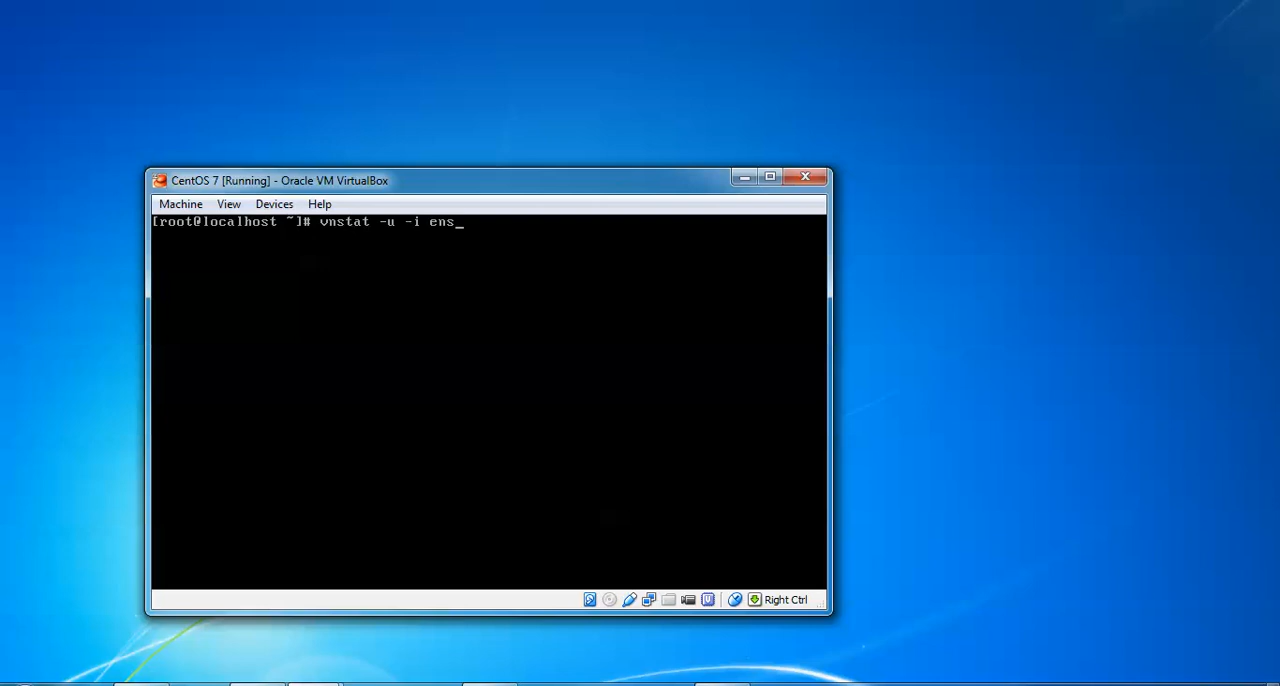 CentOS 7 [Running] - Oracle VM VirtualBox
Machine View Devices Help
[root@localhost ~]# vnstat -u -i ens_
Right Ctrl